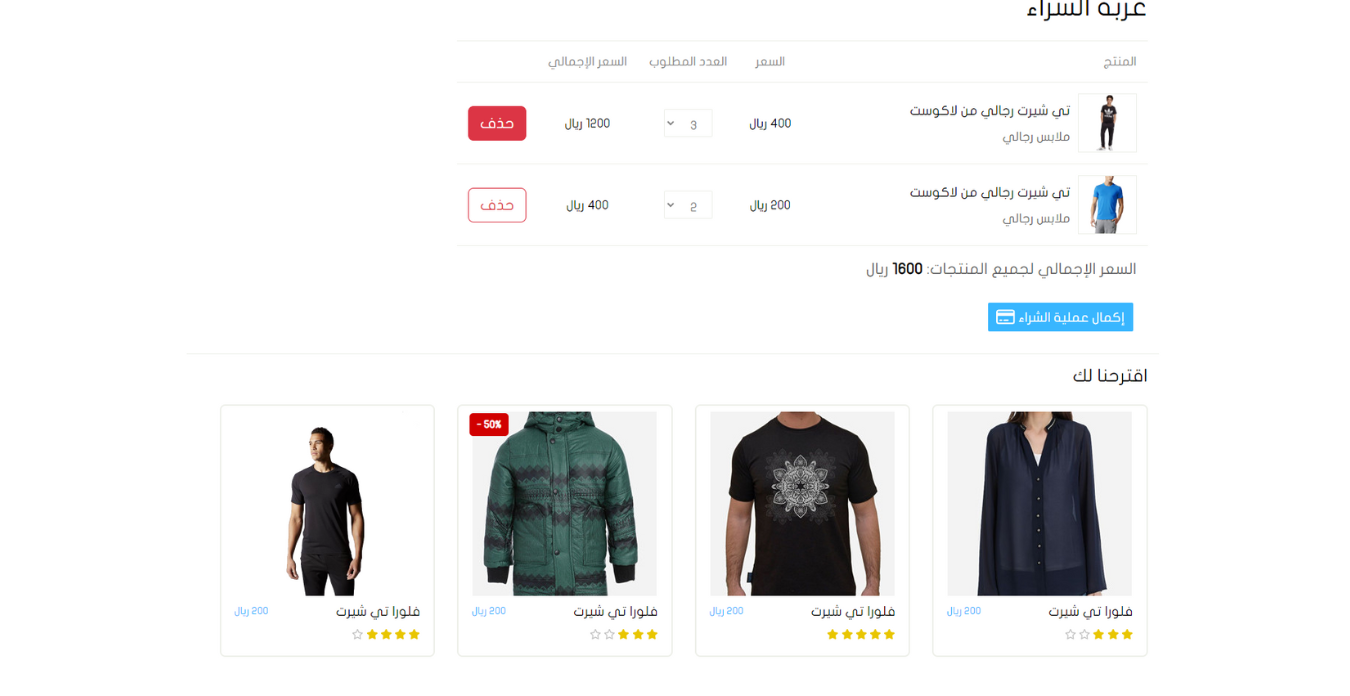 عربة الشراء
المنتج السعر العدد المطلوب السعر الإجمالي
تي شيرت رجالي من لاكوست
ملابس رجالي
400 ريال 3 1200 ريال حذف
تي شيرت رجالي من لاكوست
ملابس رجالي
200 ريال 2 400 ريال حذف
السعر الإجمالي لجميع المنتجات: 1600 ريال
إكمال عملية الشراء
اقترحنا لك
- 50%
فلورا تي شيرت 200 ريال
فلورا تي شيرت 200 ريال
فلورا تي شيرت 200 ريال
فلورا تي شيرت 200 ريال